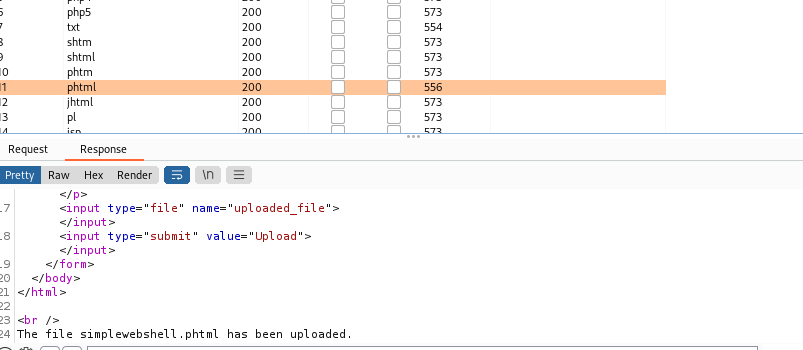 6 php5 200 573
7 txt 200 554
8 shtm 200 573
9 shtml 200 573
10 phtm 200 573
11 phtml 200 556
12 jhtml 200 573
13 pl 200 573
14 jsp 200 573
Request Response
Pretty Raw Hex Render \n
</p>
17 <input type="file" name="uploaded_file">
</input>
18 <input type="submit" value="Upload">
</input>
19 </form>
20 </body>
21 </html>
22
23 <br />
24 The file simplewebshell.phtml has been uploaded.